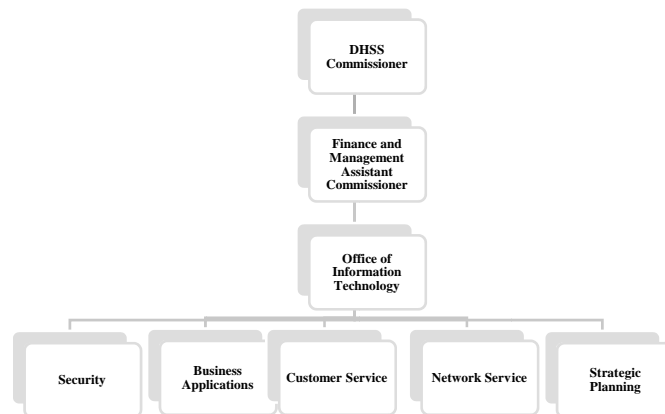 DHSS
Commissioner
Finance and
Management
Assistant
Commissioner
Office of
Information
Technology
Security
Business
Applications
Customer Service
Network Service
Strategic
Planning